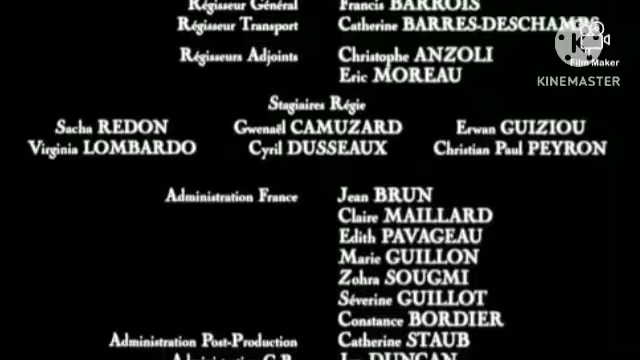 Régisseur Général Francis BARROIS
Régisseur Transport Catherine BARRES-DESCHAMPS
Régisseurs Adjoints Christophe ANZOLI
Eric MOREAU
Film Maker
KINEMASTER
Stagiaires Régie
Sacha REDON Gwenaël CAMUZARD Erwan GUIZIOU
Virginia LOMBARDO Cyril DUSSEAUX Christian Paul PEYRON
Administration France Jean BRUN
Claire MAILLARD
Edith PAVAGEAU
Marie GUILLON
Zohra SOUGMI
Séverine GUILLOT
Constance BORDIER
Administration Post-Production Catherine STAUB
Administration G.B. DUNCAN